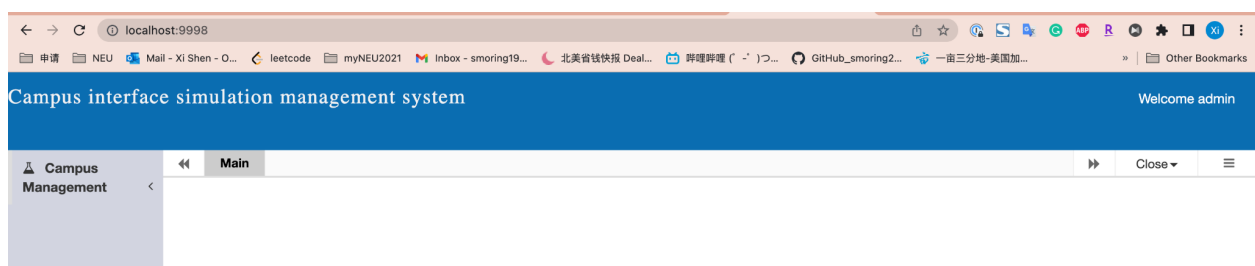 localhost:9998
申请 NEU Mail - Xi Shen - O... leetcode myNEU2021 Inbox - smoring19... 北美省钱快报 Deal... 哔哩哔哩 (゜-゜)つ... GitHub_smoring2... 一亩三分地-美国加... » Other Bookmarks
Campus interface simulation management system
Welcome admin
Campus Management
Main
Close